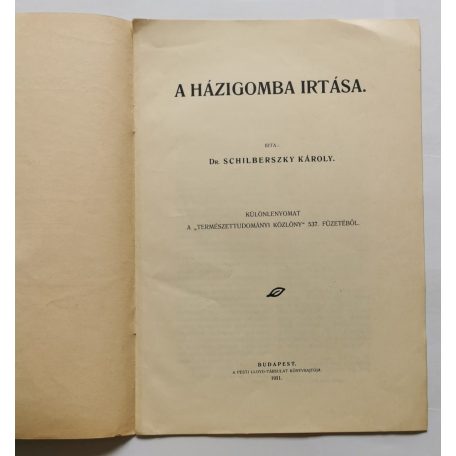 A HÁZIGOMBA IRTÁSA.
IRTA:
DR. SCHILBERSZKY KÁROLY.
KÜLÖNLENYOMAT
A „TERMÉSZETTUDOMÁNYI KÖZLÖNY“ 537. FÜZETÉBŐL.
BUDAPEST.
A PESTI LLOYD-TÁRSULAT KÖNYVSAJTÓJA
1911.